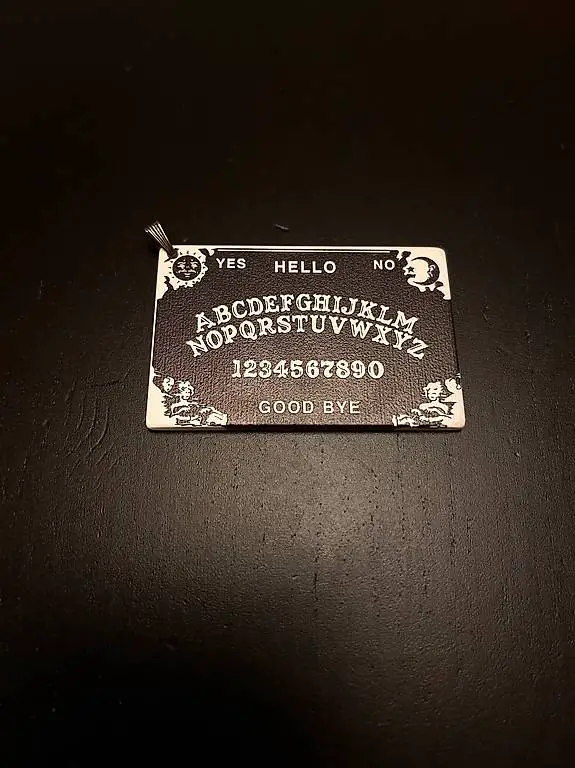 YES HELLO NO
ABCDEFGHIJKLM
NOPQRSTUVWXYZ
1234567890
GOOD BYE